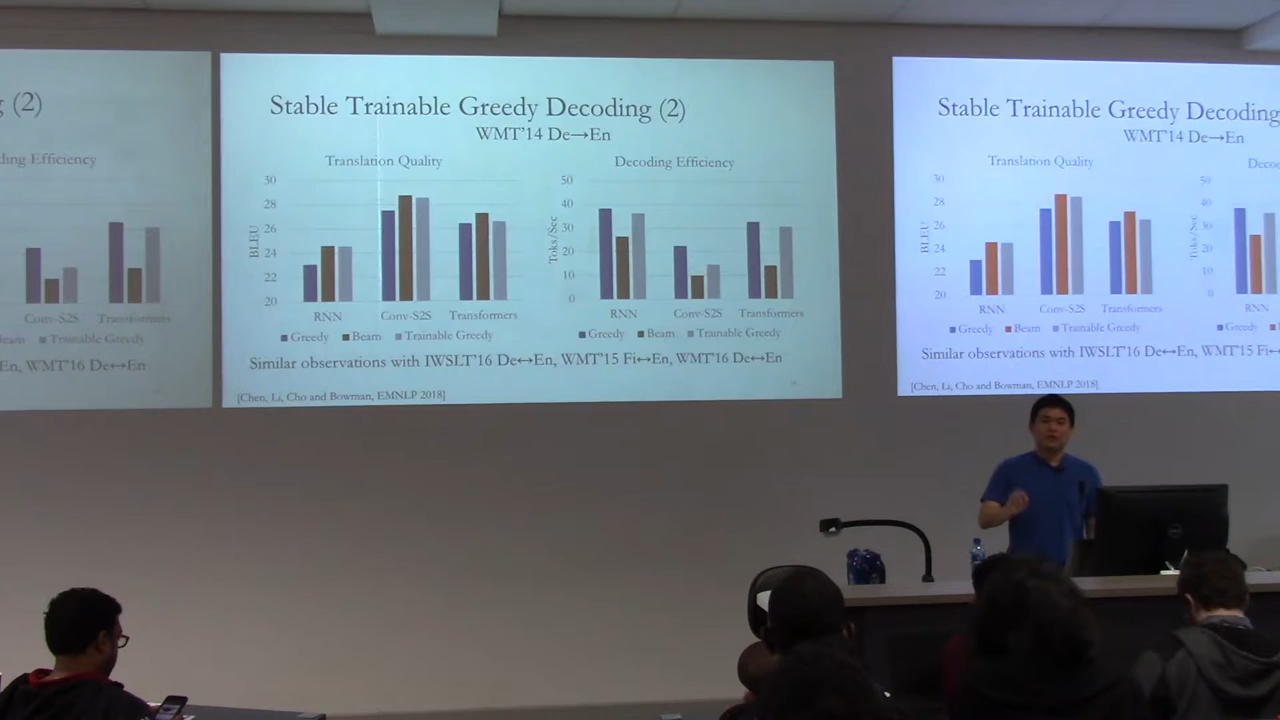 g (2)
ding Efficiency
Conv-S2S Transformers
Beam Trainable Greedy
En, WMT'16 De↔En
Stable Trainable Greedy Decoding (2)
WMT'14 De→En
Translation Quality
30
28
26
24
22
20
BLEU
RNN Conv-S2S Transformers
Greedy Beam Trainable Greedy
Decoding Efficiency
50
40
30
20
10
0
Toks/Sec
RNN Conv-S2S Transformers
Greedy Beam Trainable Greedy
Similar observations with IWSLT'16 De↔En, WMT'15 Fi↔En, WMT'16 De↔En
[Chen, Li, Cho and Bowman, EMNLP 2018]
Stable Trainable Greedy Decoding
WMT'14 De→En
Translation Quality
30
28
26
24
22
20
BLEU
RNN Conv-S2S Transformers
Greedy Beam Trainable Greedy
Deco
50
40
30
20
10
0
Toks/Sec
RNN
Greedy
Similar observations with IWSLT'16 De↔En, WMT'15 Fi↔
[Chen, Li, Cho and Bowman, EMNLP 2018]